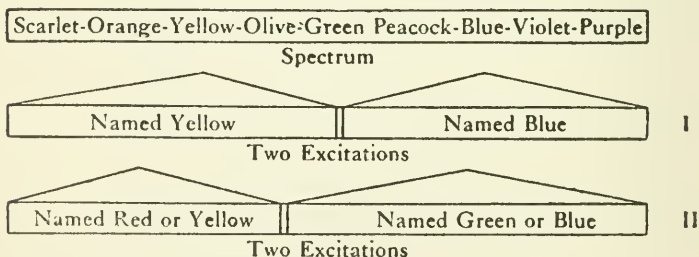 Scarlet-Orange-Yellow-Olive-Green Peacock-Blue-Violet-Purple
Spectrum
Named Yellow Named Blue I
Two Excitations
Named Red or Yellow Named Green or Blue II
Two Excitations